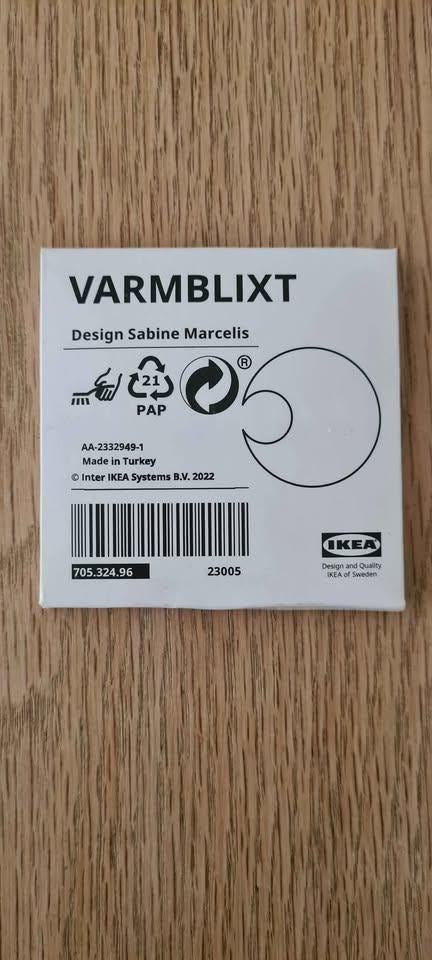 VARMBLIXT
Design Sabine Marcelis
®
21
PAP
AA-2332949-1
Made in Turkey
© Inter IKEA Systems B.V. 2022
705.324.96
23005
IKEA
Design and Quality
IKEA of Sweden